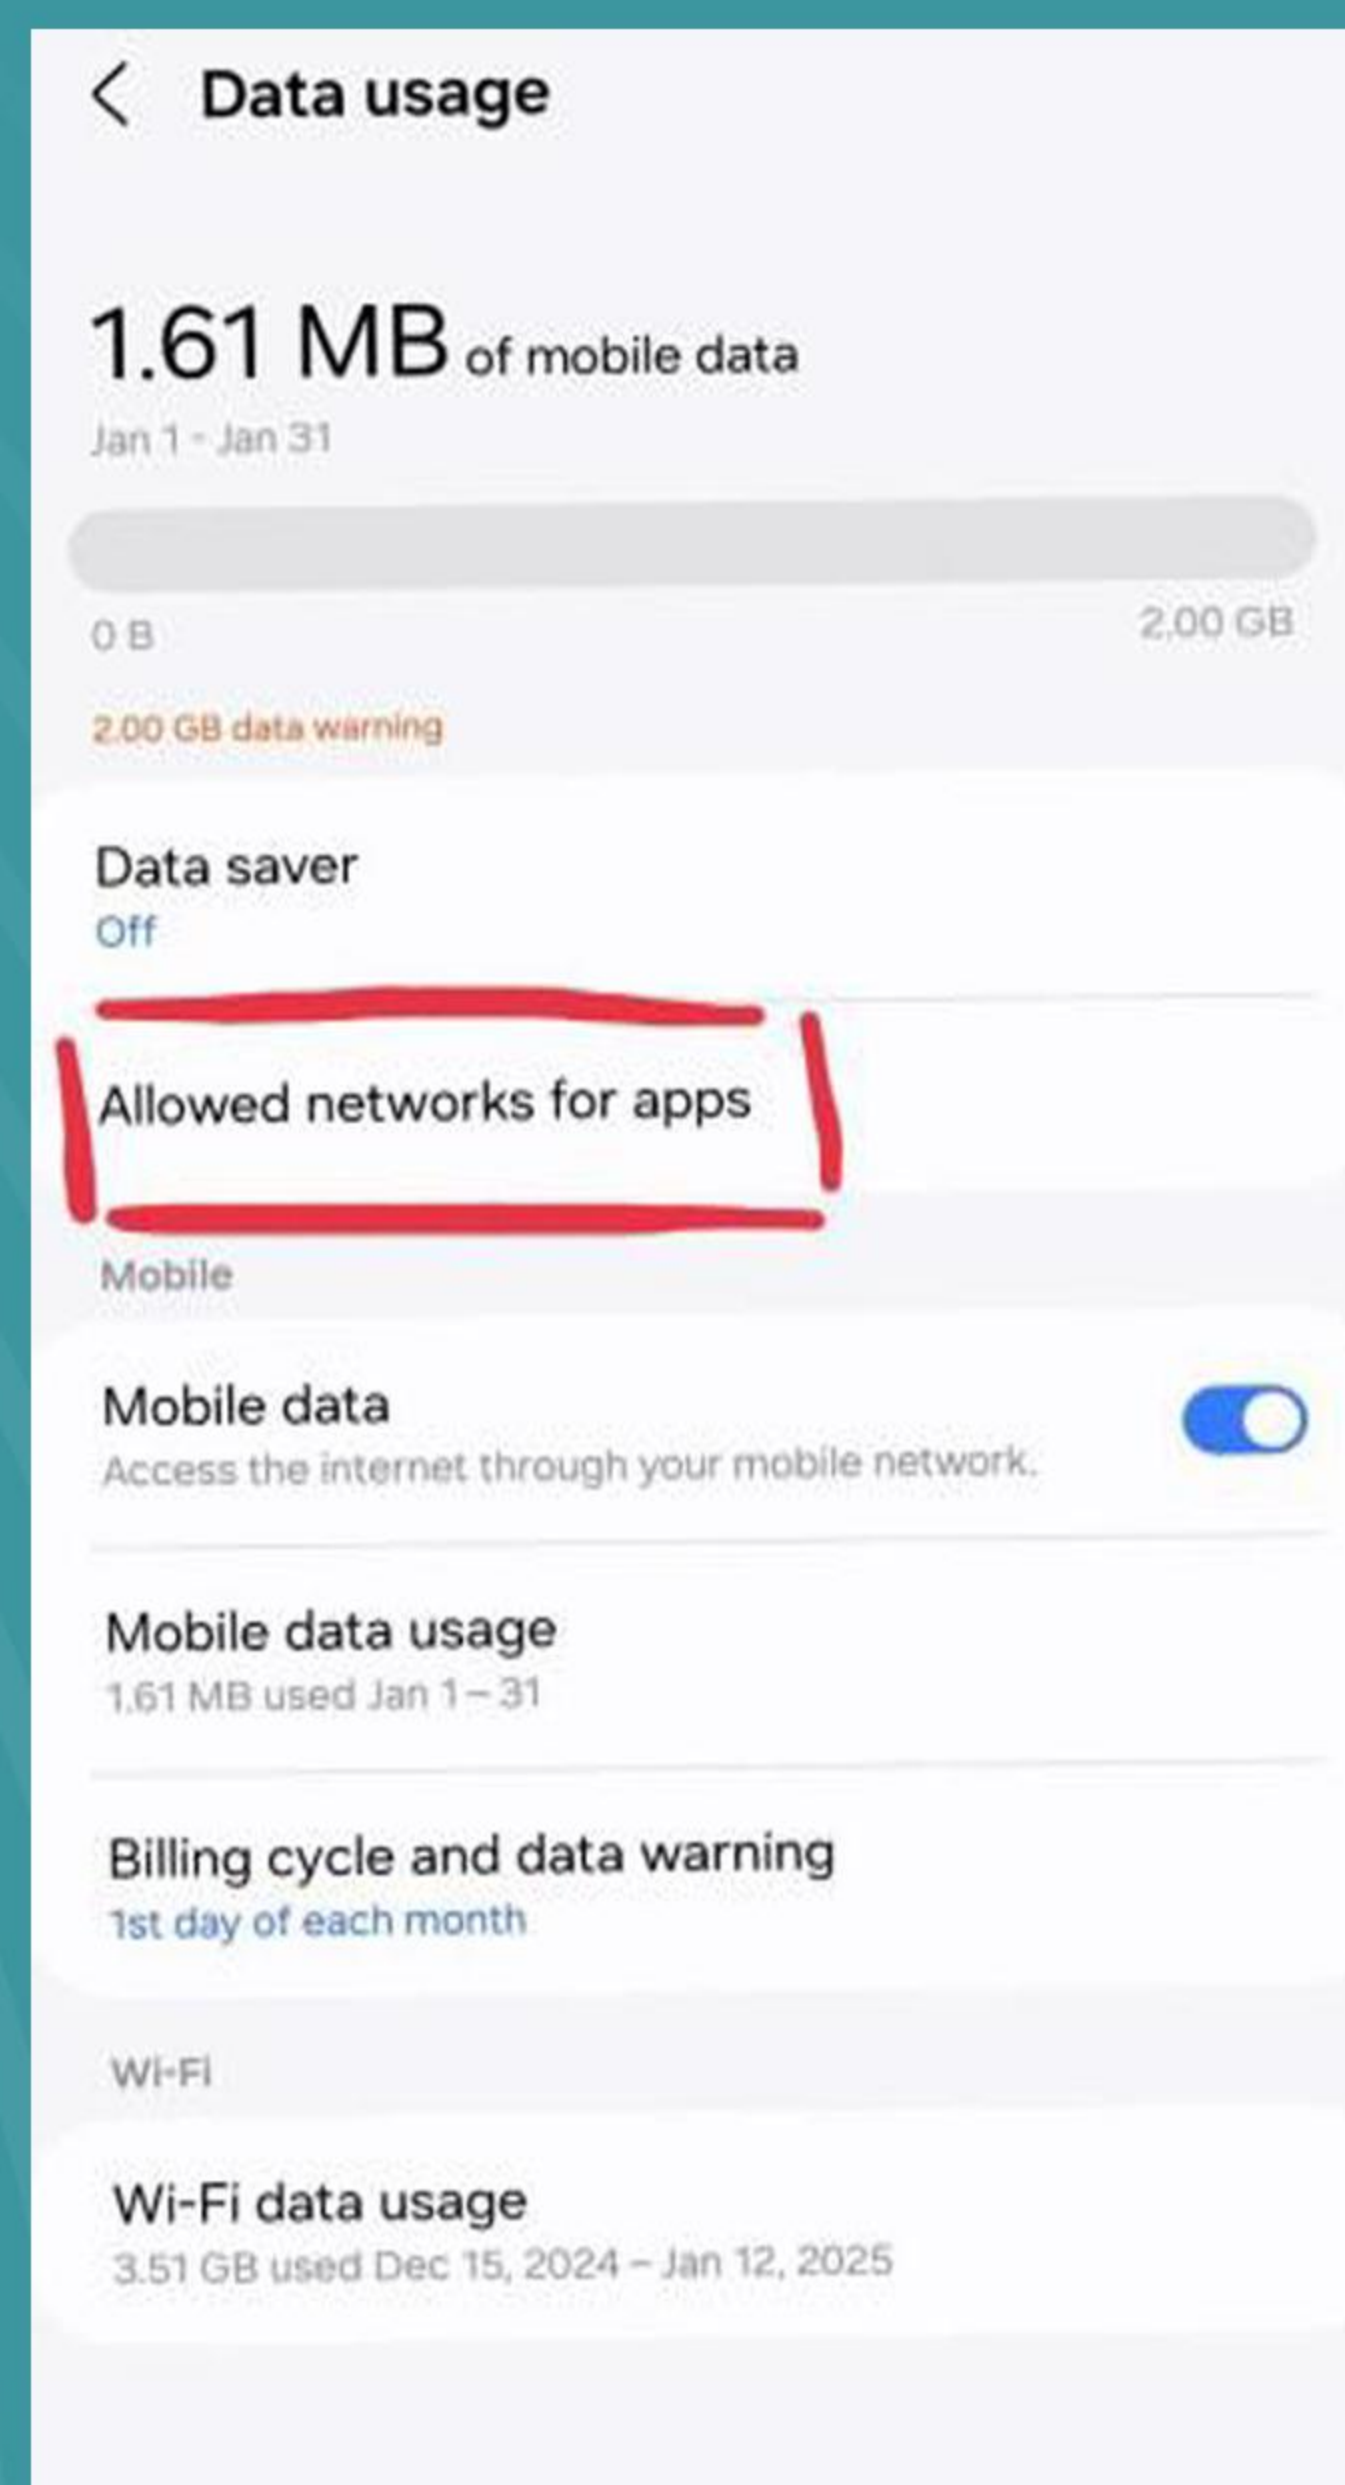 Data usage
1.61 MB of mobile data
Jan 1 - Jan 31
0 B
2.00 GB
2.00 GB data warning
Data saver
Off
Allowed networks for apps
Mobile
Mobile data
Access the internet through your mobile network.
Mobile data usage
1.61 MB used Jan 1 – 31
Billing cycle and data warning
1st day of each month
Wi-Fi
Wi-Fi data usage
3.51 GB used Dec 15, 2024 – Jan 12, 2025